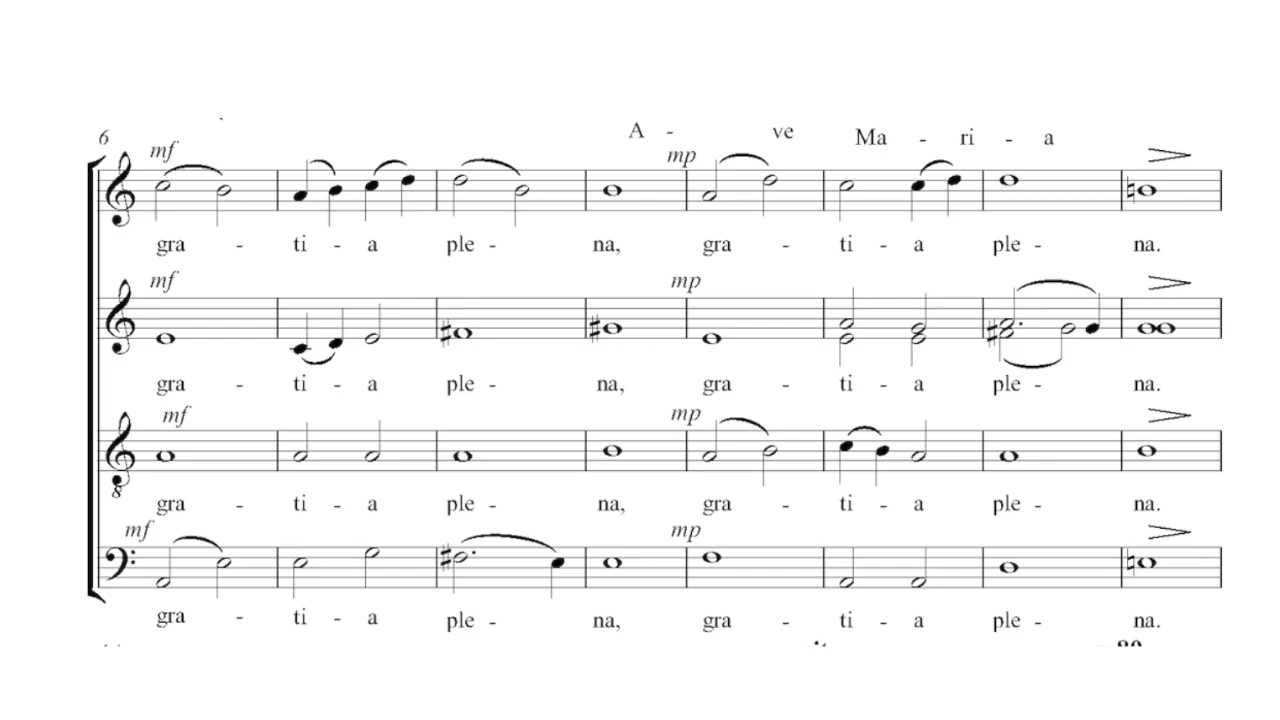 A - ve Ma - ri - a
6
mf mp
gra - ti - a ple - na, gra - ti - a ple - na.
mf mp
gra - ti - a ple - na, gra - ti - a ple - na.
mf mp
8
gra - ti - a ple - na, gra - ti - a ple - na.
mf mp
gra - ti - a ple - na, gra - ti - a ple - na.